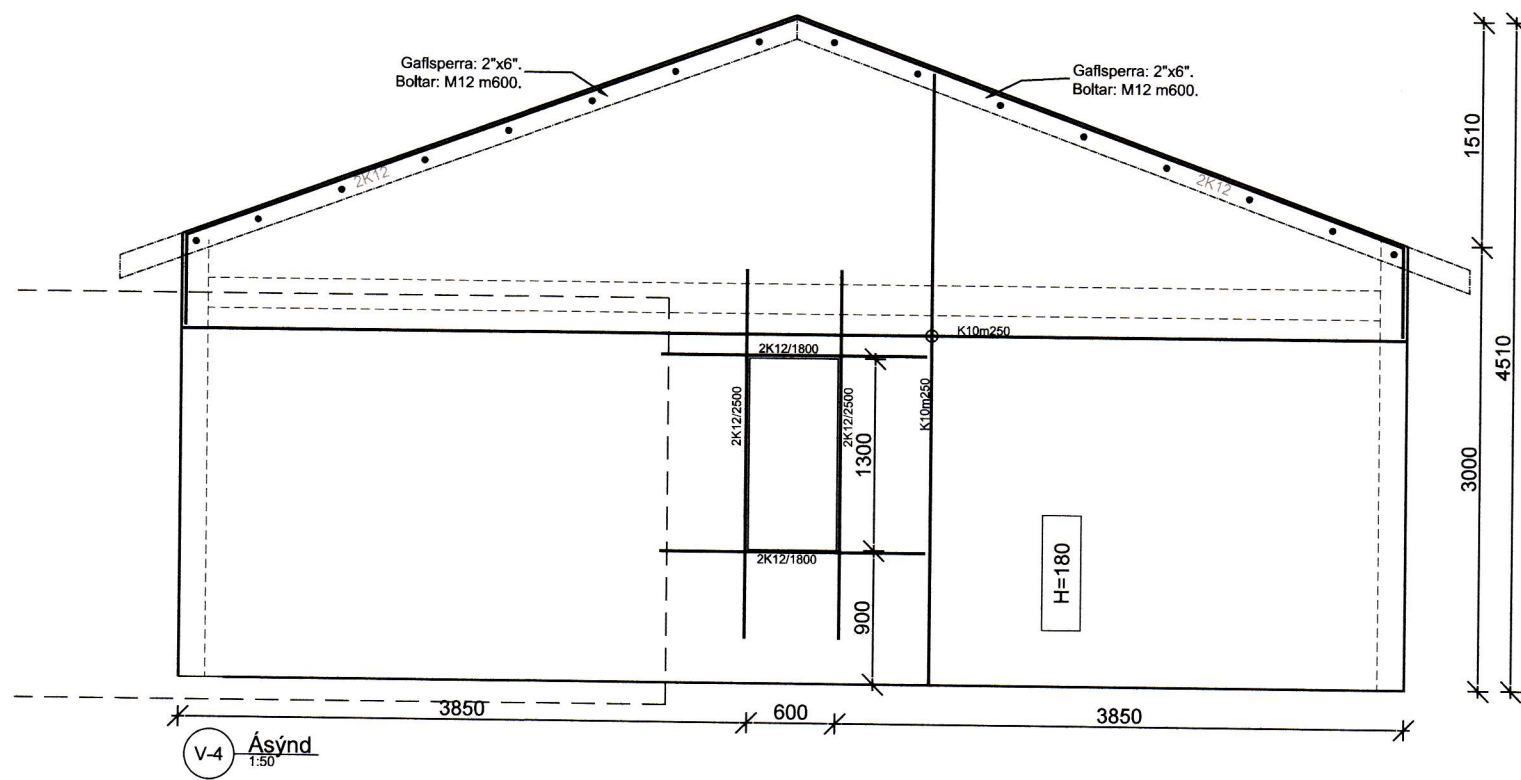 Gaflsperra: 2"x6".
Boltar: M12 m600.
Gaflsperra: 2"x6".
Boltar: M12 m600.
1510
2K12
2K12
K10m250
2K12/1800
4510
2K12/2500
2K12/2500
K10m250
1300
3000
2K12/1800
H=180
900
3850
600
3850
V-4
Ásýnd
1:50